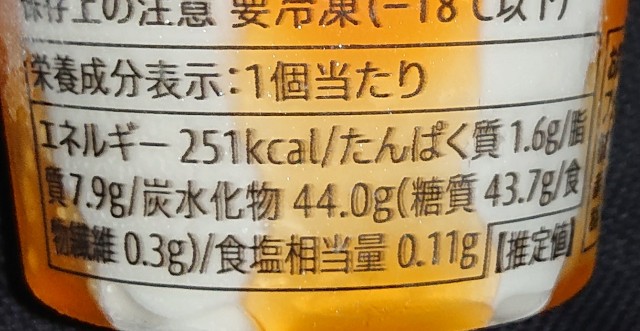 保存上の注意 要冷凍(-18℃以下)
栄養成分表示:1個当たり
エネルギー 251kcal/たんぱく質 1.6g/脂
質7.9g/炭水化物 44.0g(糖質 43.7g/食
物繊維 0.3g)/食塩相当量 0.11g 【推定値】